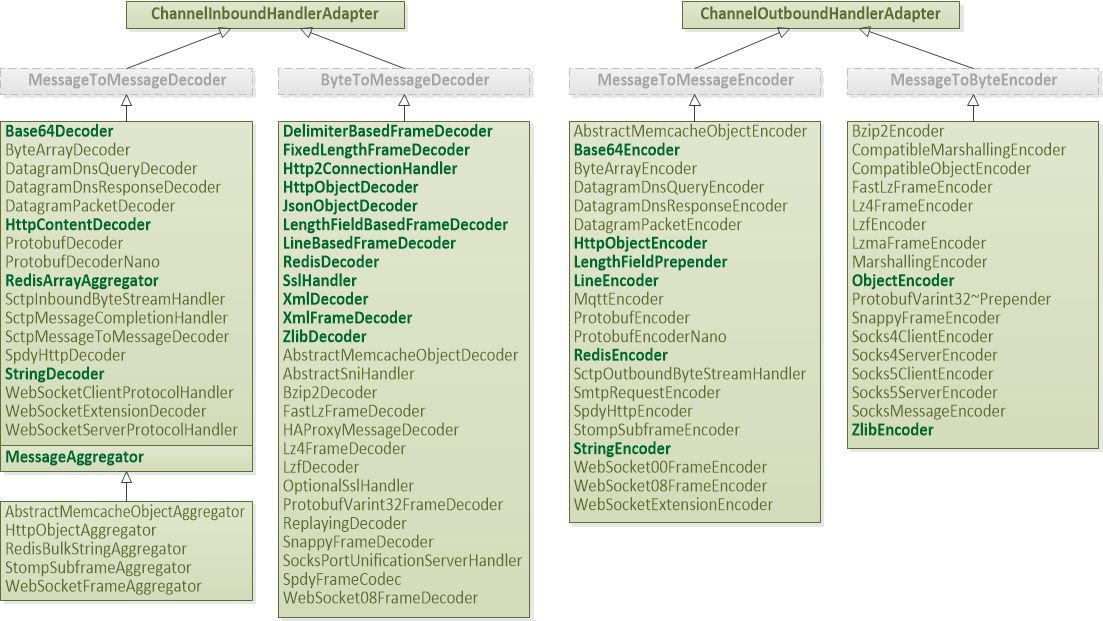 ChannelInboundHandlerAdapter
ChannelOutboundHandlerAdapter
MessageToMessageDecoder
ByteToMessageDecoder
MessageToMessageEncoder
MessageToByteEncoder
Base64Decoder
ByteArrayDecoder
DatagramDnsQueryDecoder
DatagramDnsResponseDecoder
DatagramPacketDecoder
HttpContentDecoder
ProtobufDecoder
ProtobufDecoderNano
RedisArrayAggregator
SctpInboundByteStreamHandler
SctpMessageCompletionHandler
SctpMessageToMessageDecoder
SpdyHttpDecoder
StringDecoder
WebSocketClientProtocolHandler
WebSocketExtensionDecoder
WebSocketServerProtocolHandler
MessageAggregator
AbstractMemcacheObjectAggregator
HttpObjectAggregator
RedisBulkStringAggregator
StompSubframeAggregator
WebSocketFrameAggregator
DelimiterBasedFrameDecoder
FixedLengthFrameDecoder
Http2ConnectionHandler
HttpObjectDecoder
JsonObjectDecoder
LengthFieldBasedFrameDecoder
LineBasedFrameDecoder
RedisDecoder
SslHandler
XmlDecoder
XmlFrameDecoder
ZlibDecoder
AbstractMemcacheObjectDecoder
AbstractSniHandler
Bzip2Decoder
FastLzFrameDecoder
HAProxyMessageDecoder
Lz4FrameDecoder
LzfDecoder
OptionalSslHandler
ProtobufVarint32FrameDecoder
ReplayingDecoder
SnappyFrameDecoder
SocksPortUnificationServerHandler
SpdyFrameCodec
WebSocket08FrameDecoder
AbstractMemcacheObjectEncoder
Base64Encoder
ByteArrayEncoder
DatagramDnsQueryEncoder
DatagramDnsResponseEncoder
DatagramPacketEncoder
HttpObjectEncoder
LengthFieldPrepender
LineEncoder
MqttEncoder
ProtobufEncoder
ProtobufEncoderNano
RedisEncoder
SctpOutboundByteStreamHandler
SmtpRequestEncoder
SpdyHttpEncoder
StompSubframeEncoder
StringEncoder
WebSocket00FrameEncoder
WebSocket08FrameEncoder
WebSocketExtensionEncoder
Bzip2Encoder
CompatibleMarshallingEncoder
CompatibleObjectEncoder
FastLzFrameEncoder
Lz4FrameEncoder
LzfEncoder
LzmaFrameEncoder
MarshallingEncoder
ObjectEncoder
ProtobufVarint32~Prepender
SnappyFrameEncoder
Socks4ClientEncoder
Socks4ServerEncoder
Socks5ClientEncoder
Socks5ServerEncoder
SocksMessageEncoder
ZlibEncoder